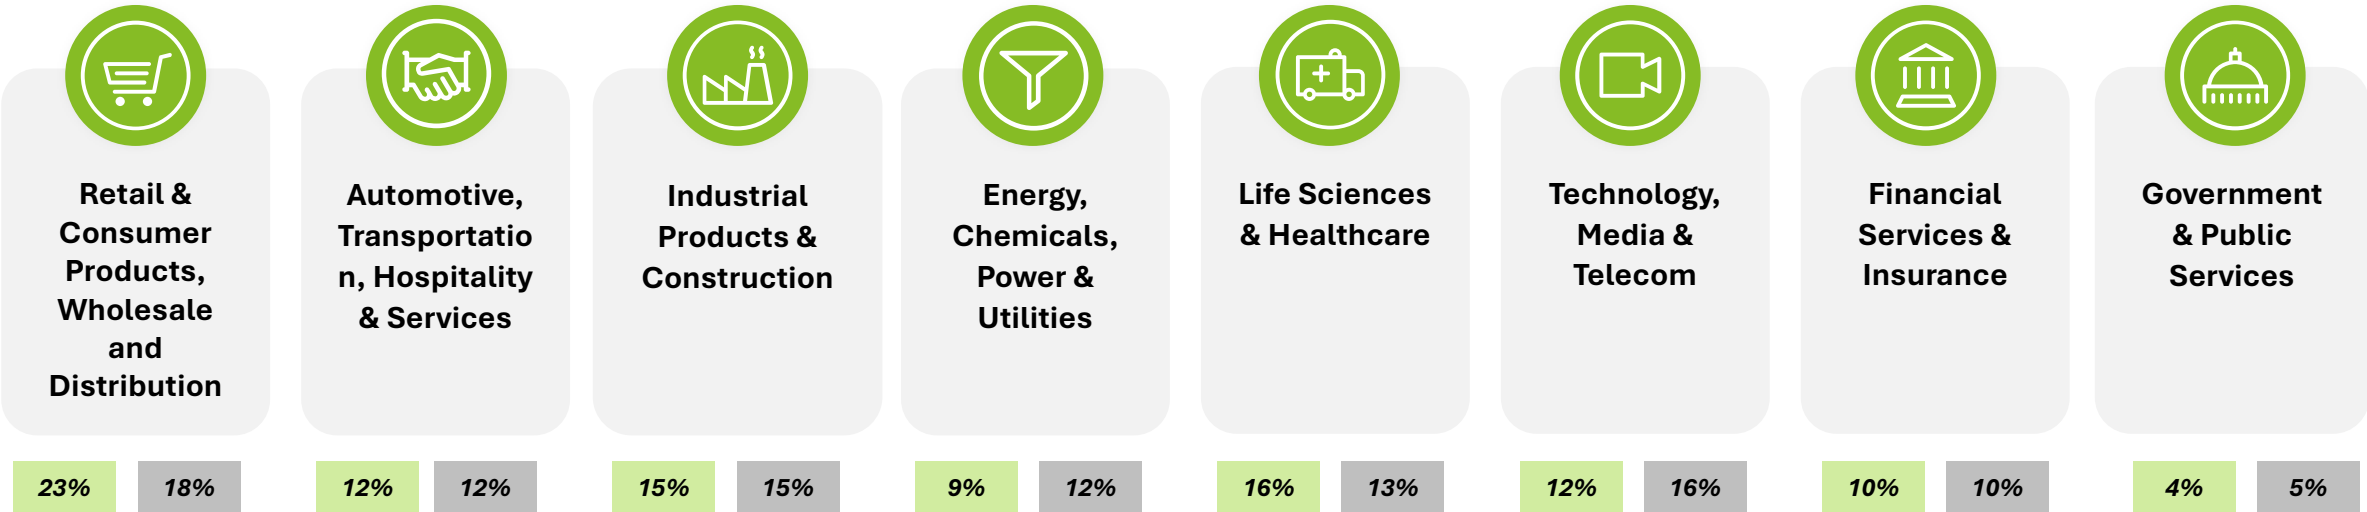 Retail &
Consumer
Products,
Wholesale
and
Distribution
Automotive,
Transportatio
n, Hospitality
& Services
Industrial
Products &
Construction
Energy,
Chemicals,
Power &
Utilities
Life Sciences
& Healthcare
Technology,
Media &
Telecom
Financial
Services &
Insurance
Government
& Public
Services
23% 18% 12% 12% 15% 15% 9% 12% 16% 13% 12% 16% 10% 10% 4% 5%